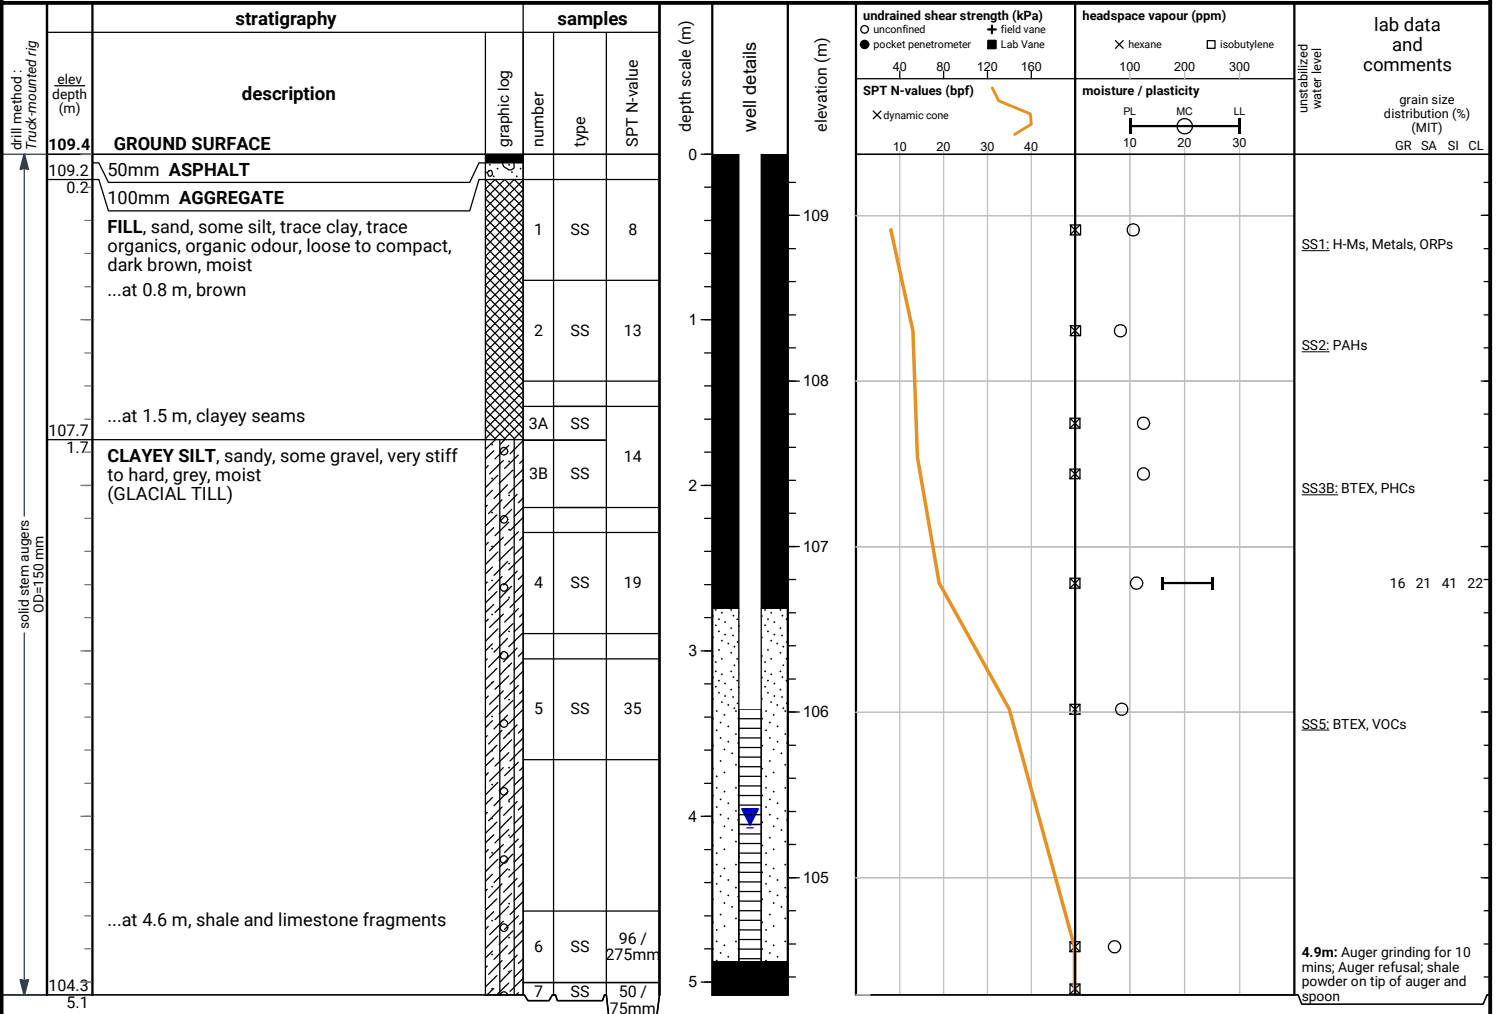 stratigraphy
samples
drill method :
Truck-mounted rig
elev
depth
(m)
description
graphic log
number
type
SPT N-value
depth scale (m)
well details
elevation (m)
undrained shear strength (kPa)
unconfined
field vane
pocket penetrometer
Lab Vane
40 80 120 160
SPT N-values (bpf)
dynamic cone
10 20 30 40
headspace vapour (ppm)
hexane
isobutylene
100 200 300
moisture / plasticity
PL MC LL
10 20 30
unstabilized
water level
lab data
and
comments
grain size
distribution (%)
(MIT)
GR SA SI CL
109.4 GROUND SURFACE
109.2 50mm ASPHALT
0.2
100mm AGGREGATE
FILL, sand, some silt, trace clay, trace
organics, organic odour, loose to compact,
dark brown, moist
...at 0.8 m, brown
...at 1.5 m, clayey seams
107.7
1.7
CLAYEY SILT, sandy, some gravel, very stiff
to hard, grey, moist
(GLACIAL TILL)
...at 4.6 m, shale and limestone fragments
104.3
5.1
solid stem augers
OD=150 mm
1 SS 8
2 SS 13
3A SS
14
3B SS
4 SS 19
5 SS 35
6 SS 96 /
275mm
7 SS 50 /
75mm
0
1
2
3
4
5
109
108
107
106
105
SS1: H-Ms, Metals, ORPs
SS2: PAHs
SS3B: BTEX, PHCs
16 21 41 22
SS5: BTEX, VOCs
4.9m: Auger grinding for 10
mins; Auger refusal; shale
powder on tip of auger and
spoon